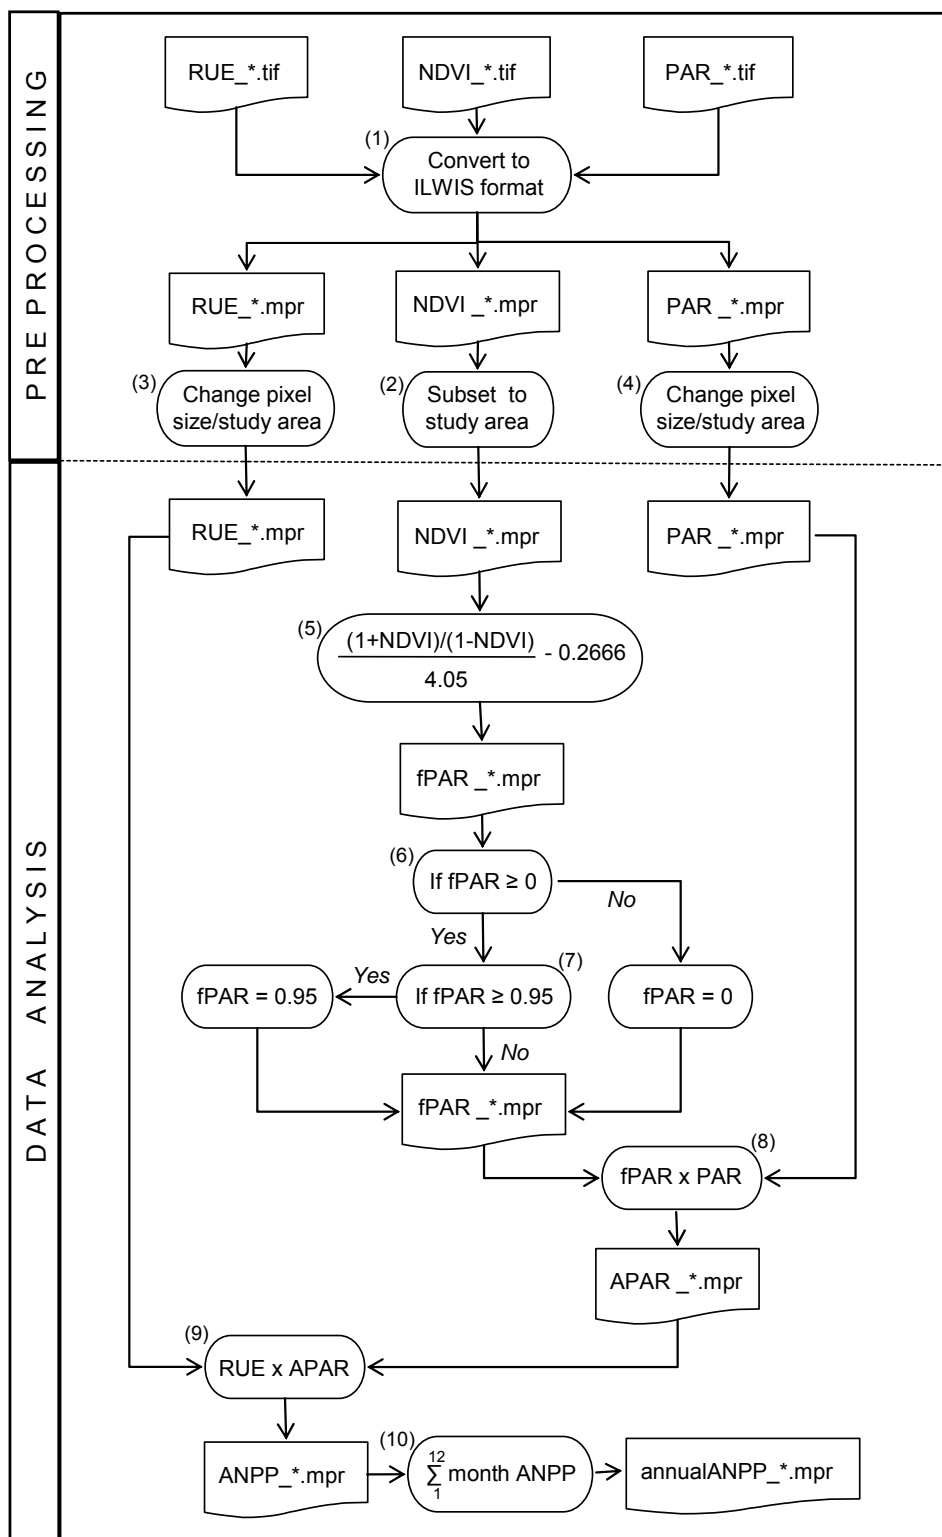 PRE PROCESSING
RUE_*.tif
NDVI_*.tif
PAR_*.tif
(1)
Convert to
ILWIS format
RUE_*.mpr
NDVI _*.mpr
PAR _*.mpr
(3)
Change pixel
size/study area
(2)
Subset to
study area
(4)
Change pixel
size/study area
DATA ANALYSIS
RUE_*.mpr
NDVI _*.mpr
PAR _*.mpr
(5)
(1+NDVI)/(1-NDVI)
- 0.2666
4.05
fPAR _*.mpr
(6)
If fPAR ≥ 0
No
Yes
(7)
Yes
fPAR = 0.95
If fPAR ≥ 0.95
fPAR = 0
No
fPAR _*.mpr
(8)
fPAR x PAR
APAR _*.mpr
(9)
RUE x APAR
ANPP_*.mpr
(10)
12
∑ month ANPP
1
annualANPP_*.mpr